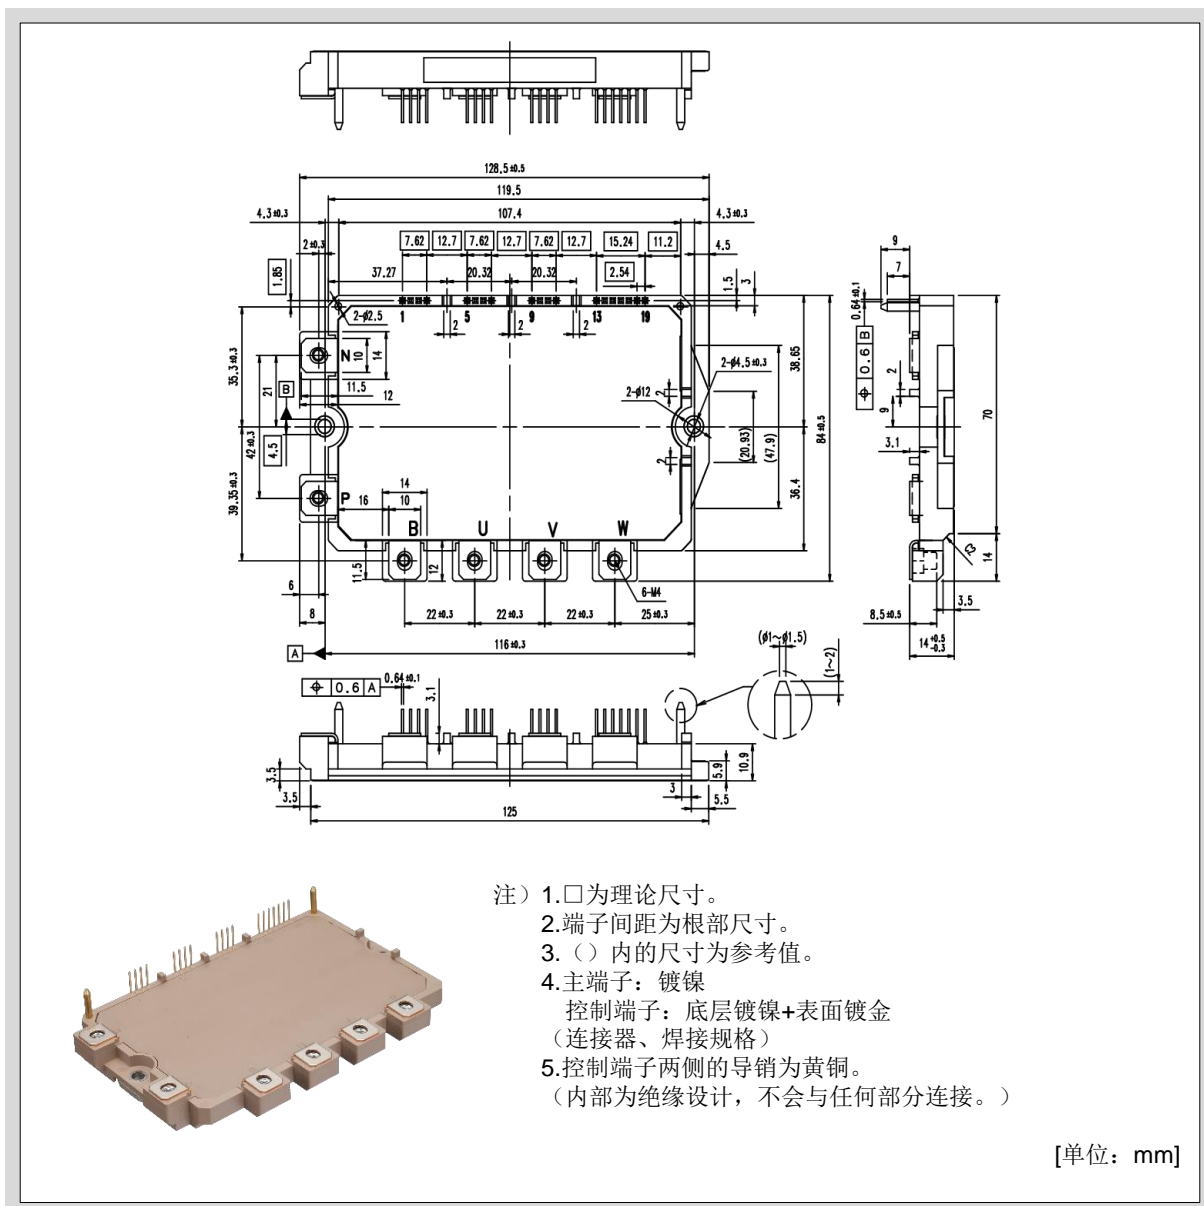 128.5±0.5
119.5
4.3±0.3 107.4 4.3±0.3
2±0.3 7.62 12.7 7.62 12.7 7.62 12.7 15.24 11.2 4.5
1.85 37.27 20.32 20.32 2.54 1.5 3
1 5 9 13 19
2-ø2.5 2 2 2
35.3±0.3 21 N 10 14 2-ø4.5±0.3 38.65
B 11.5 2-ø12 2
12
42±0.3 4.5 (20.93) (47.9) 84±0.5
39.35±0.3 P 14 2 36.4
16 10
B U V W
11.5 12
6 6-M4
8 22±0.3 22±0.3 22±0.3 25±0.3
A 116±0.3
9
7
0.64±0.1
⌖ 0.6 B
2
9
3.1
70
C2
14
8.5±0.5 3.5
14 +0.5 -0.3
(ø1~ø1.5)
(1~2)
⌖ 0.6 A 0.64±0.1 3.1
3.5 5.9 10.9
3.5 3 5.5
125
注）1.□为理论尺寸。
2.端子间距为根部尺寸。
3.（）内的尺寸为参考值。
4.主端子：镀镍
控制端子：底层镀镍+表面镀金
（连接器、焊接规格）
5.控制端子两侧的导销为黄铜。
（内部为绝缘设计，不会与任何部分连接。）
[单位：mm]